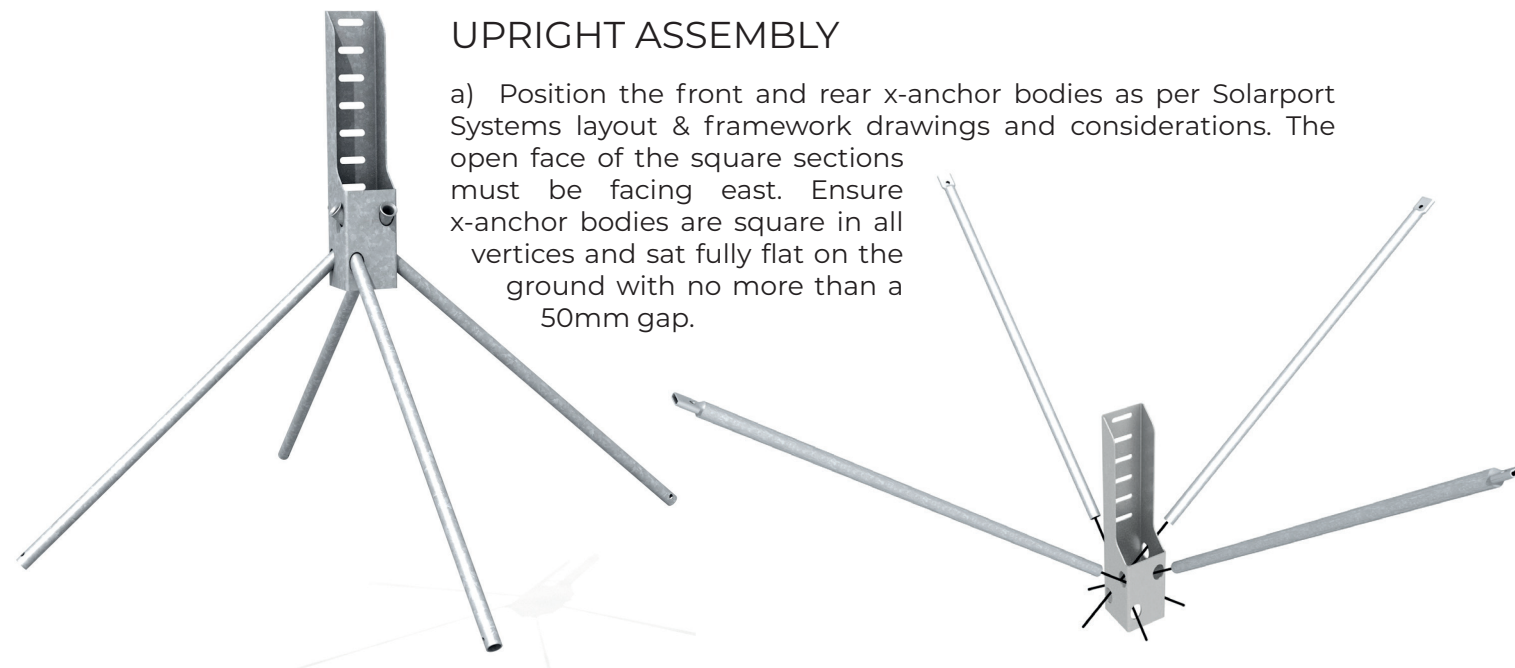 UPRIGHT ASSEMBLY
a) Position the front and rear x-anchor bodies as per Solarport
Systems layout & framework drawings and considerations. The
open face of the square sections
must be facing east. Ensure
x-anchor bodies are square in all
vertices and sat fully flat on the
ground with no more than a
50mm gap.